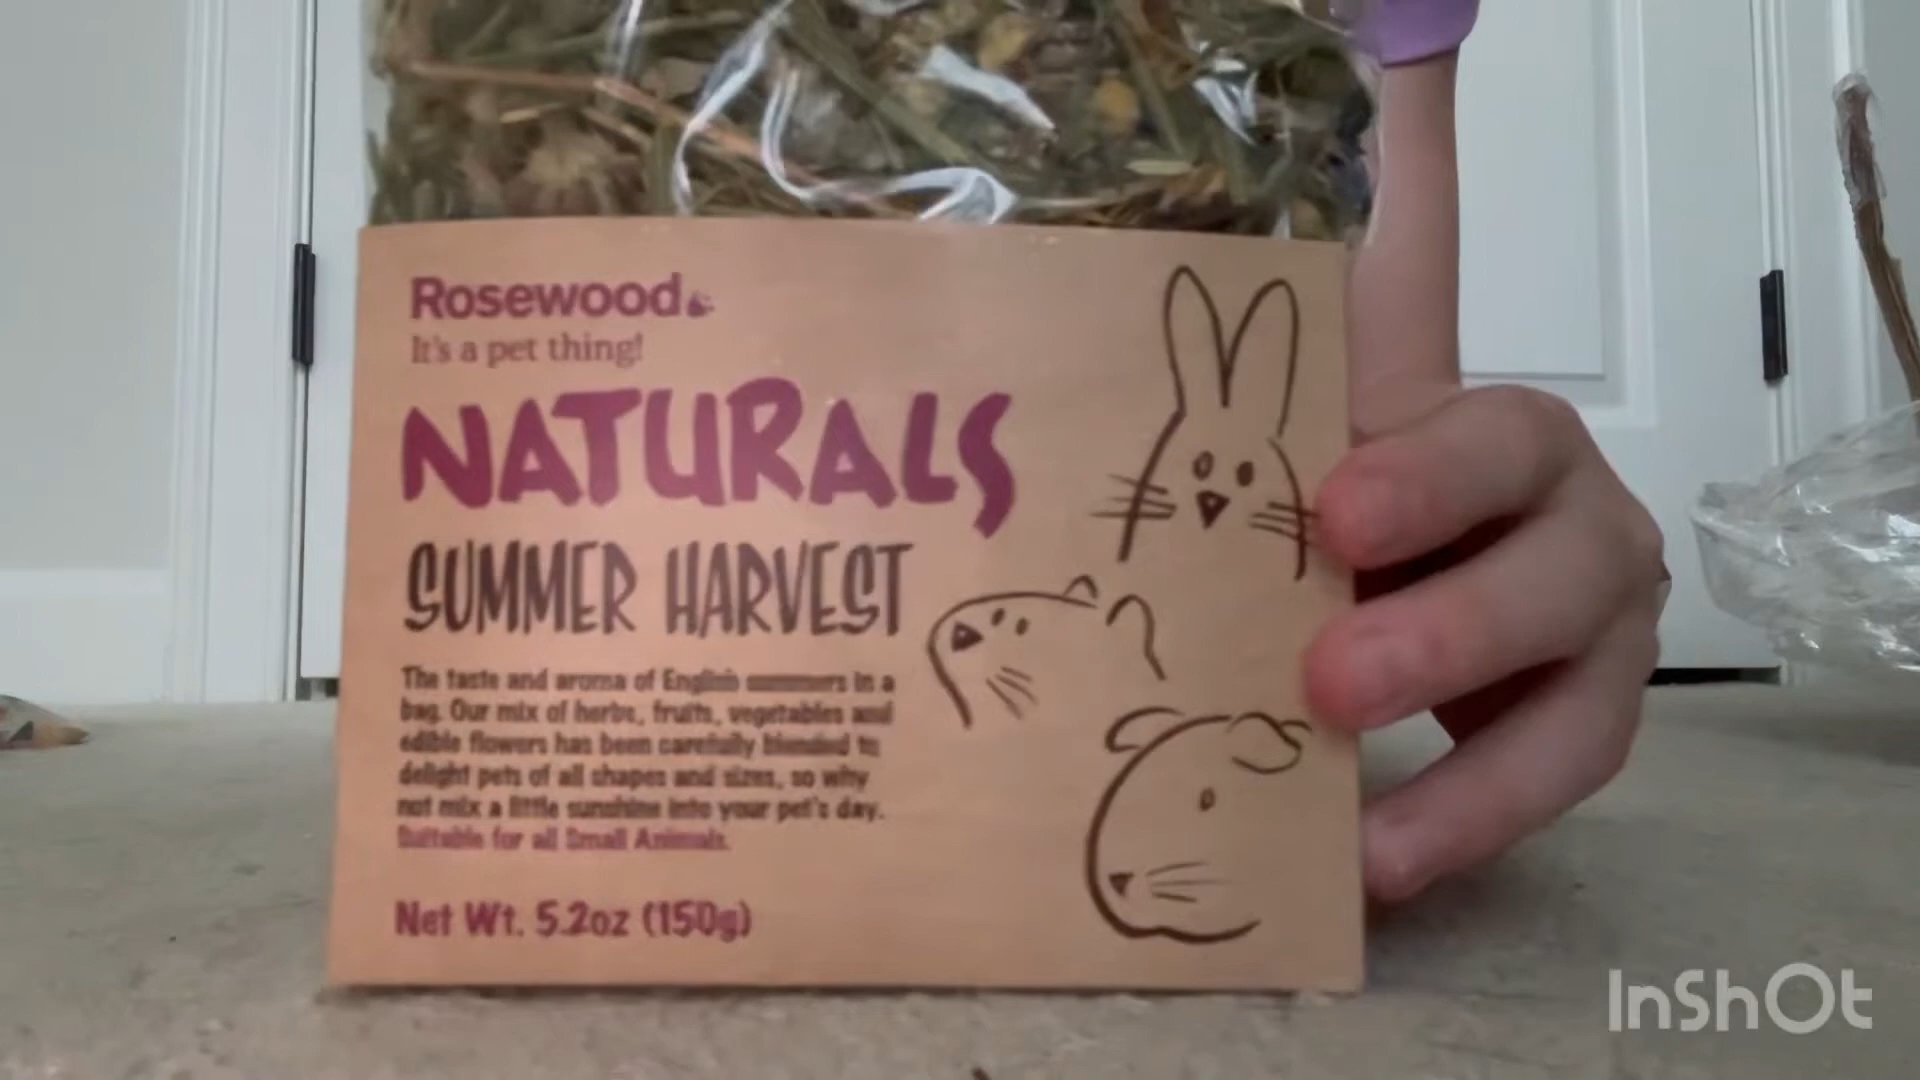 Rosewood
It's a pet thing!
NATURALS
SUMMER HARVEST
The taste and aroma of English summers in a
bag. Our mix of herbs, fruits, vegetables and
edible flowers has been carefully blended to
delight pets of all shapes and sizes, so why
not mix a little sunshine into your pet's day.
Suitable for all Small Animals.
Net Wt. 5.2oz (150g)
InShOt